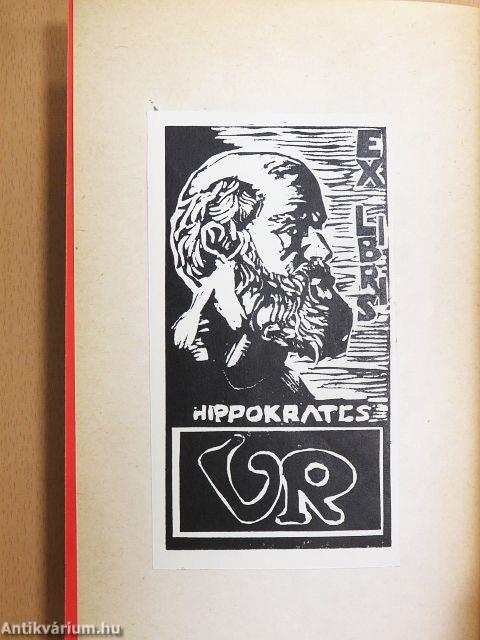 EX
LIBRIS
HIPPOKRATES
VR
Antikvárium.hu